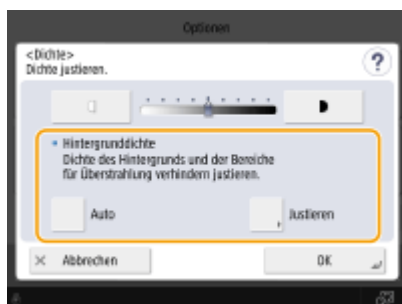 Optionen
<Dichte>
Dichte justieren.
?
Hintergrunddichte
Dichte des Hintergrunds und der Bereiche
für Überstrahlung verhindern justieren.
Auto
Justieren
Abbrechen
OK